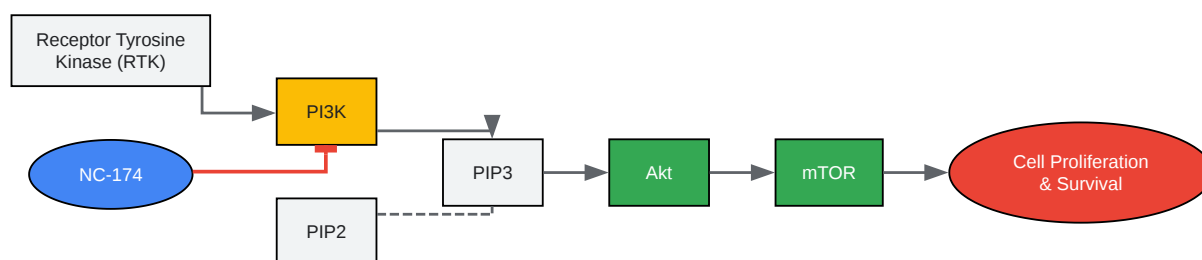 Receptor Tyrosine
Kinase (RTK)
PI3K
NC-174
PIP3
Akt
mTOR
Cell Proliferation
& Survival
PIP2